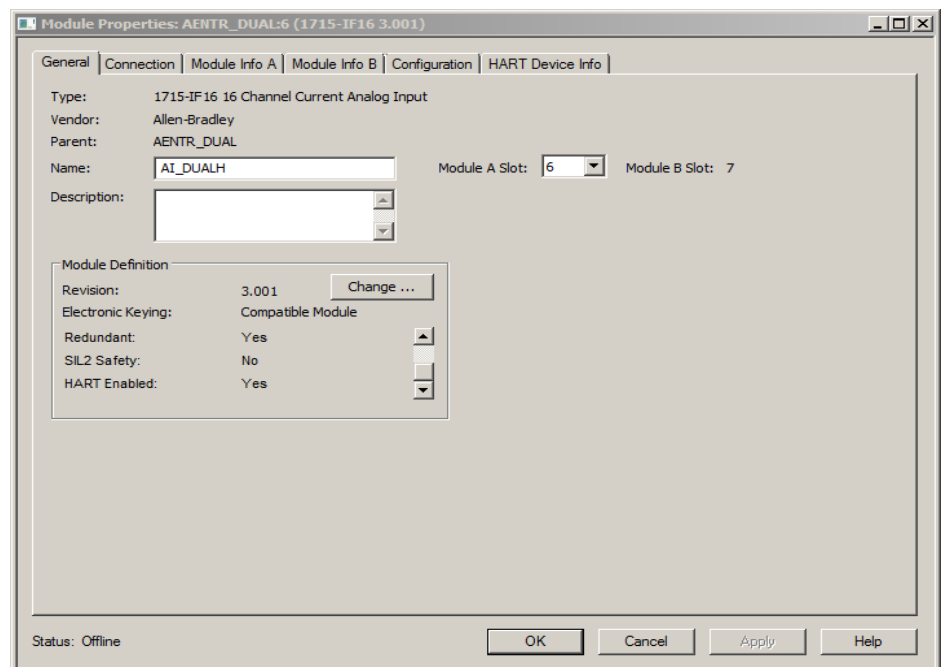 Module Properties: AENTR_DUAL:6 (1715-IF16 3.001)
General Connection Module Info A Module Info B Configuration HART Device Info
Type: 1715-IF16 16 Channel Current Analog Input
Vendor: Allen-Bradley
Parent: AENTR_DUAL
Name: AI_DUALH Module A Slot: 6 Module B Slot: 7
Description:
Module Definition
Revision: 3.001 Change ...
Electronic Keying: Compatible Module
Redundant: Yes
SIL2 Safety: No
HART Enabled: Yes
Status: Offline OK Cancel Apply Help